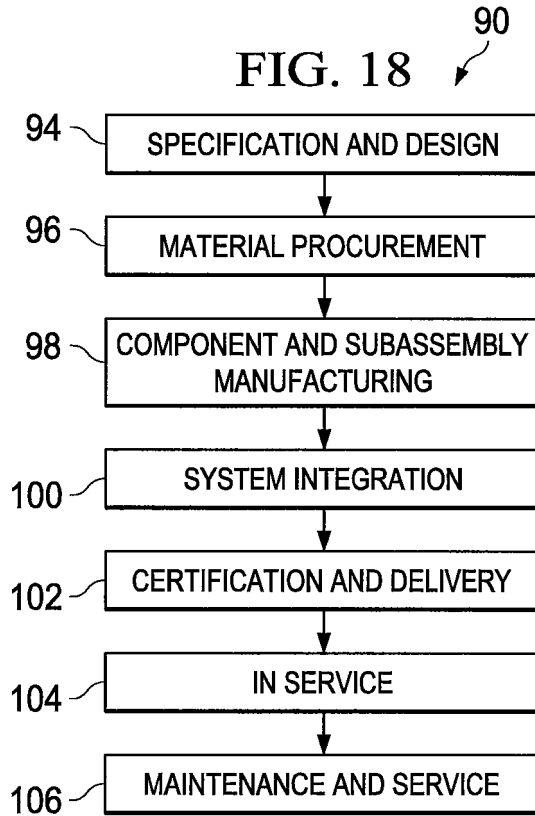 90
FIG. 18
94
SPECIFICATION AND DESIGN
96
MATERIAL PROCUREMENT
98
COMPONENT AND SUBASSEMBLY
MANUFACTURING
100
SYSTEM INTEGRATION
102
CERTIFICATION AND DELIVERY
104
IN SERVICE
106
MAINTENANCE AND SERVICE